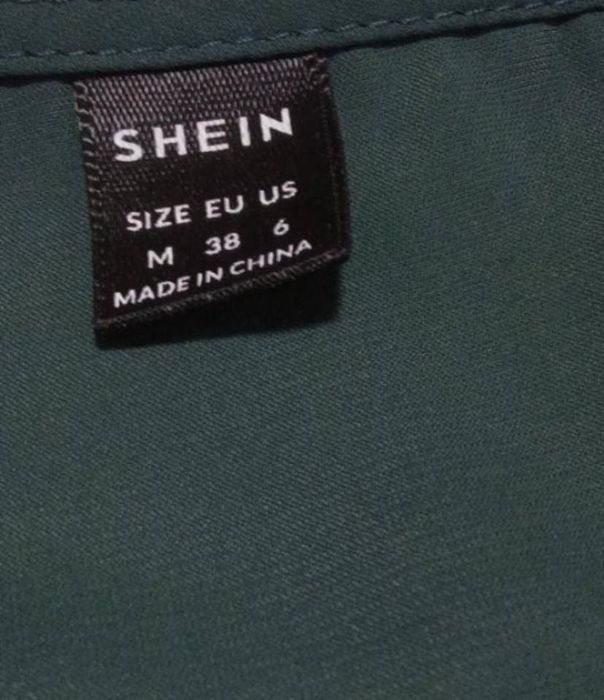 SHEIN
SIZE EU US
M 38 6
MADE IN CHINA